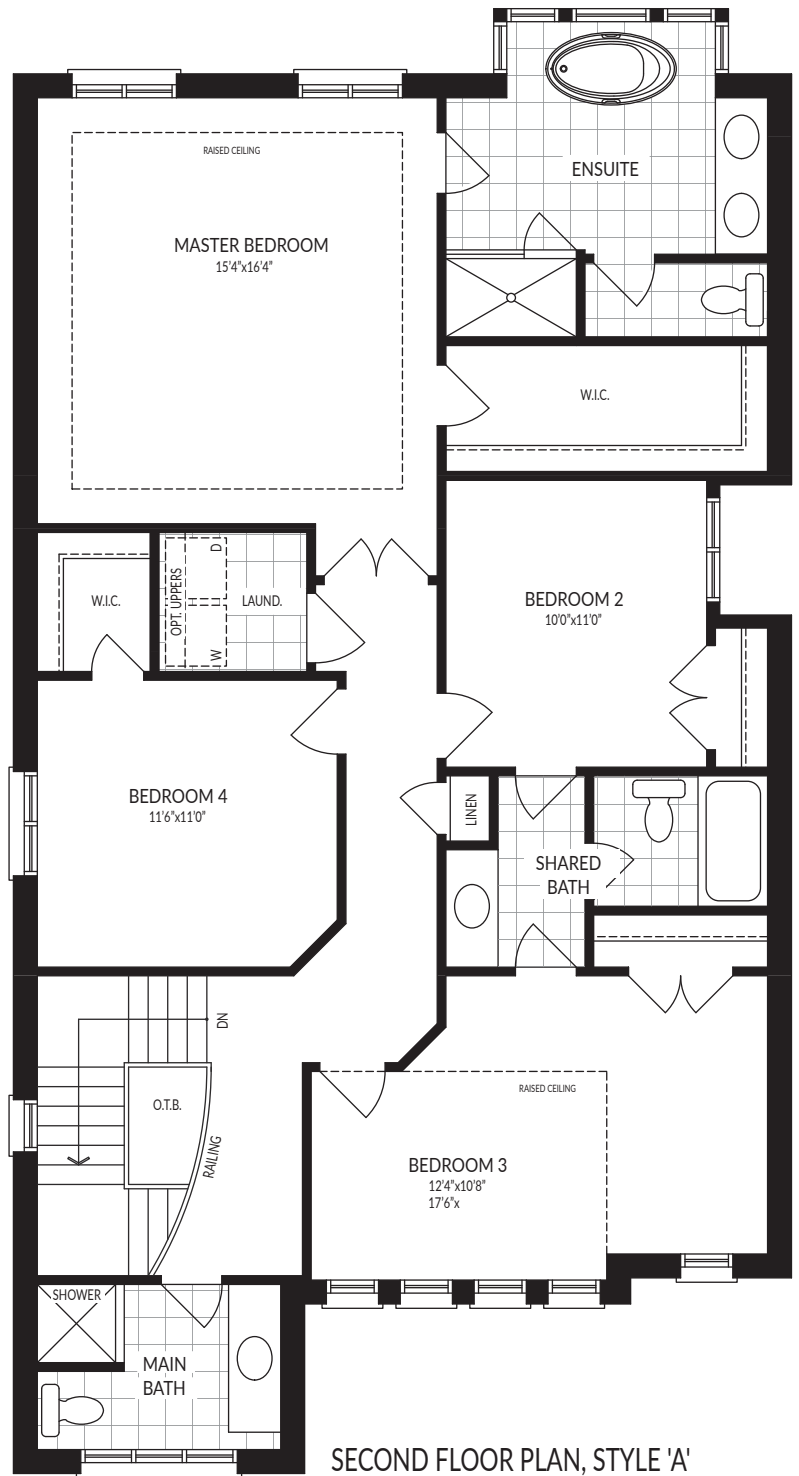 RAISED CEILING
ENSUITE
MASTER BEDROOM
15'4"x16'4"
W.I.C.
D
OPT. UPPERS
LAUND.
W
W.I.C.
BEDROOM 2
10'0"x11'0"
BEDROOM 4
11'6"x11'0"
LINEN
SHARED
BATH
DN
O.T.B.
RAILING
RAISED CEILING
BEDROOM 3
12'4"x10'8"
17'6"x
SHOWER
MAIN
BATH
SECOND FLOOR PLAN, STYLE 'A'